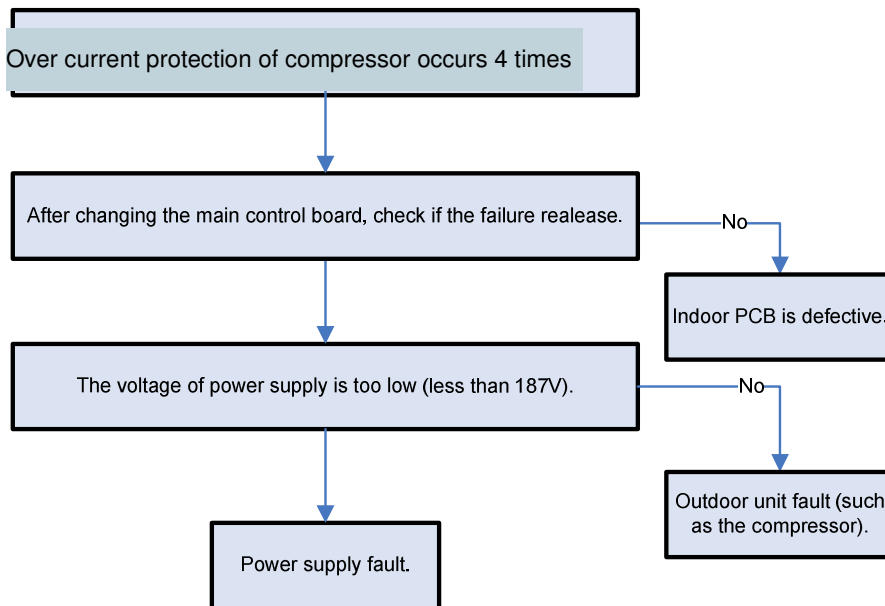 Over current protection of compressor occurs 4 times
After changing the main control board, check if the failure realease.
No
Indoor PCB is defective.
The voltage of power supply is too low (less than 187V).
No
Outdoor unit fault (such
as the compressor).
Power supply fault.